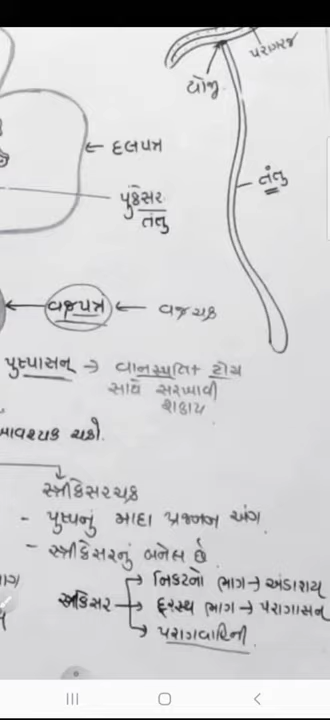 પરાગરજ
યોજી
← દલપત્ર
પુંકેસર
તંતુ
તંતુ
← વજ્રપત્ર ← વજ્રચક્ર
પુષ્પાસન → વાનસ્પતિક ટોચ
સાથે સરખાવી
શકાય
આવશ્યક ચક્રો.
સ્ત્રીકેસરચક્ર
- પુષ્પનું માદા પ્રજનન અંગ
- સ્ત્રીકેસરનું બનેલ છે
ભાગ
→ નિકટનો ભાગ → અંડાશય
સ્ત્રીકેસર → દૂરસ્થ ભાગ → પરાગાસન
→ પરાગવાહિની